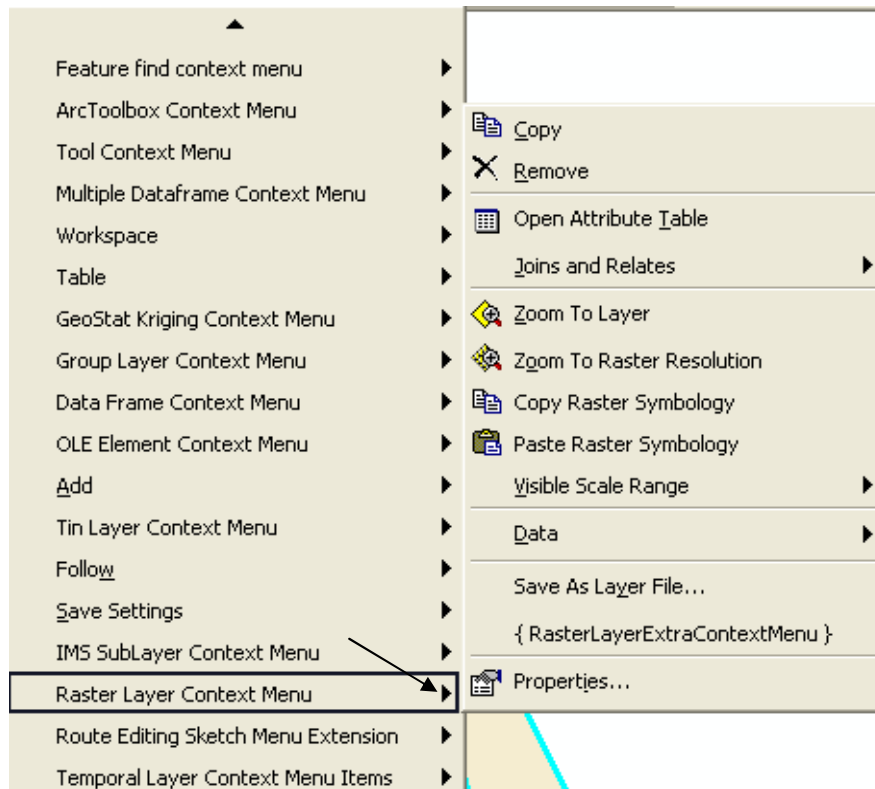 Feature find context menu
ArcToolbox Context Menu
Tool Context Menu
Multiple Dataframe Context Menu
Workspace
Table
GeoStat Kriging Context Menu
Group Layer Context Menu
Data Frame Context Menu
OLE Element Context Menu
Add
Tin Layer Context Menu
Follow
Save Settings
IMS SubLayer Context Menu
Raster Layer Context Menu
Route Editing Sketch Menu Extension
Temporal Layer Context Menu Items
Copy
Remove
Open Attribute Table
Joins and Relates
Zoom To Layer
Zoom To Raster Resolution
Copy Raster Symbology
Paste Raster Symbology
Visible Scale Range
Data
Save As Layer File...
{ RasterLayerExtraContextMenu }
Properties...